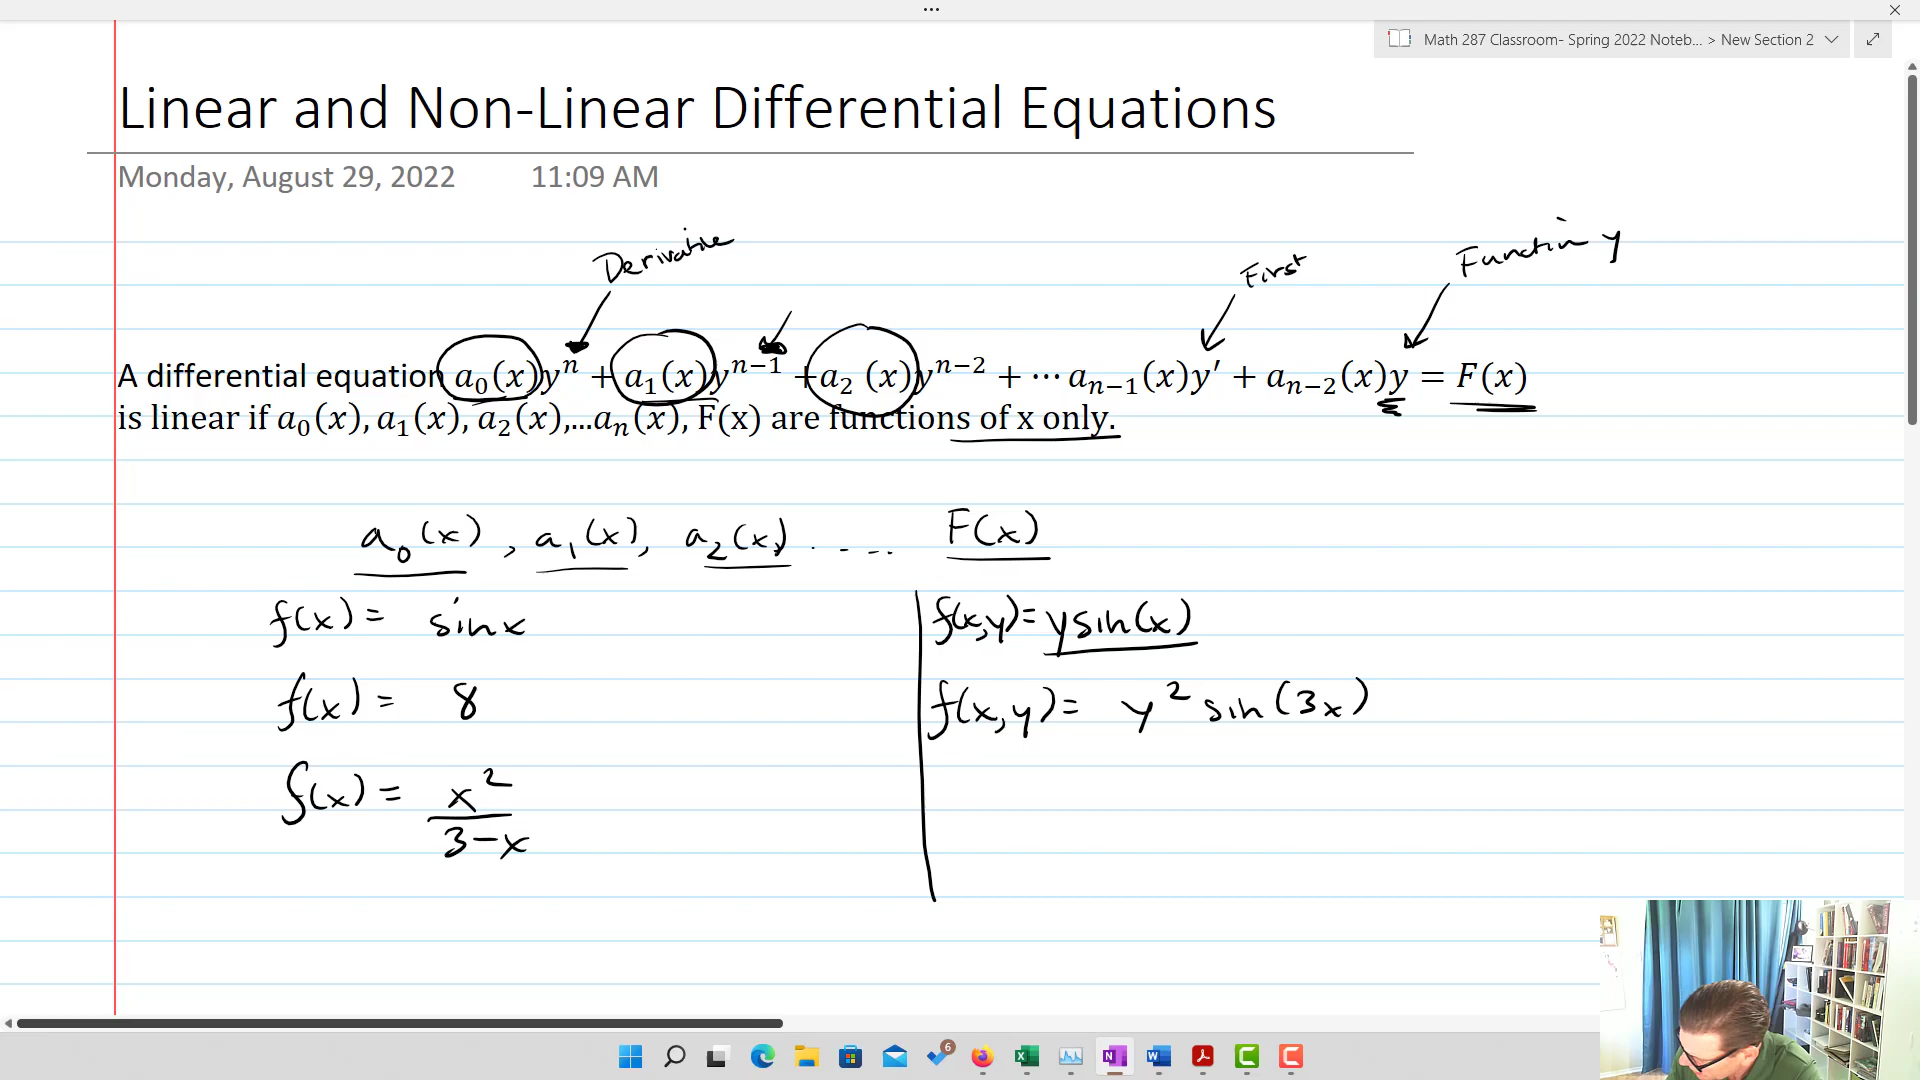 Math 287 Classroom- Spring 2022 Noteb... > New Section 2
Linear and Non-Linear Differential Equations
Monday, August 29, 2022 11:09 AM
Derivative
First
Function y
A differential equation a₀(x)yⁿ + a₁(x)yⁿ⁻¹ + a₂ (x)yⁿ⁻² + ⋯ aₙ₋₁(x)y′ + aₙ₋₂(x)y = F(x)
is linear if a₀(x), a₁(x), a₂(x),...aₙ(x), F(x) are functions of x only.
a₀(x), a₁(x), a₂(x) ..... F(x)
f(x) = sinx
f(x,y)= ysin(x)
f(x) = 8
f(x,y)= y² sin(3x)
f(x) = x²/3-x
6